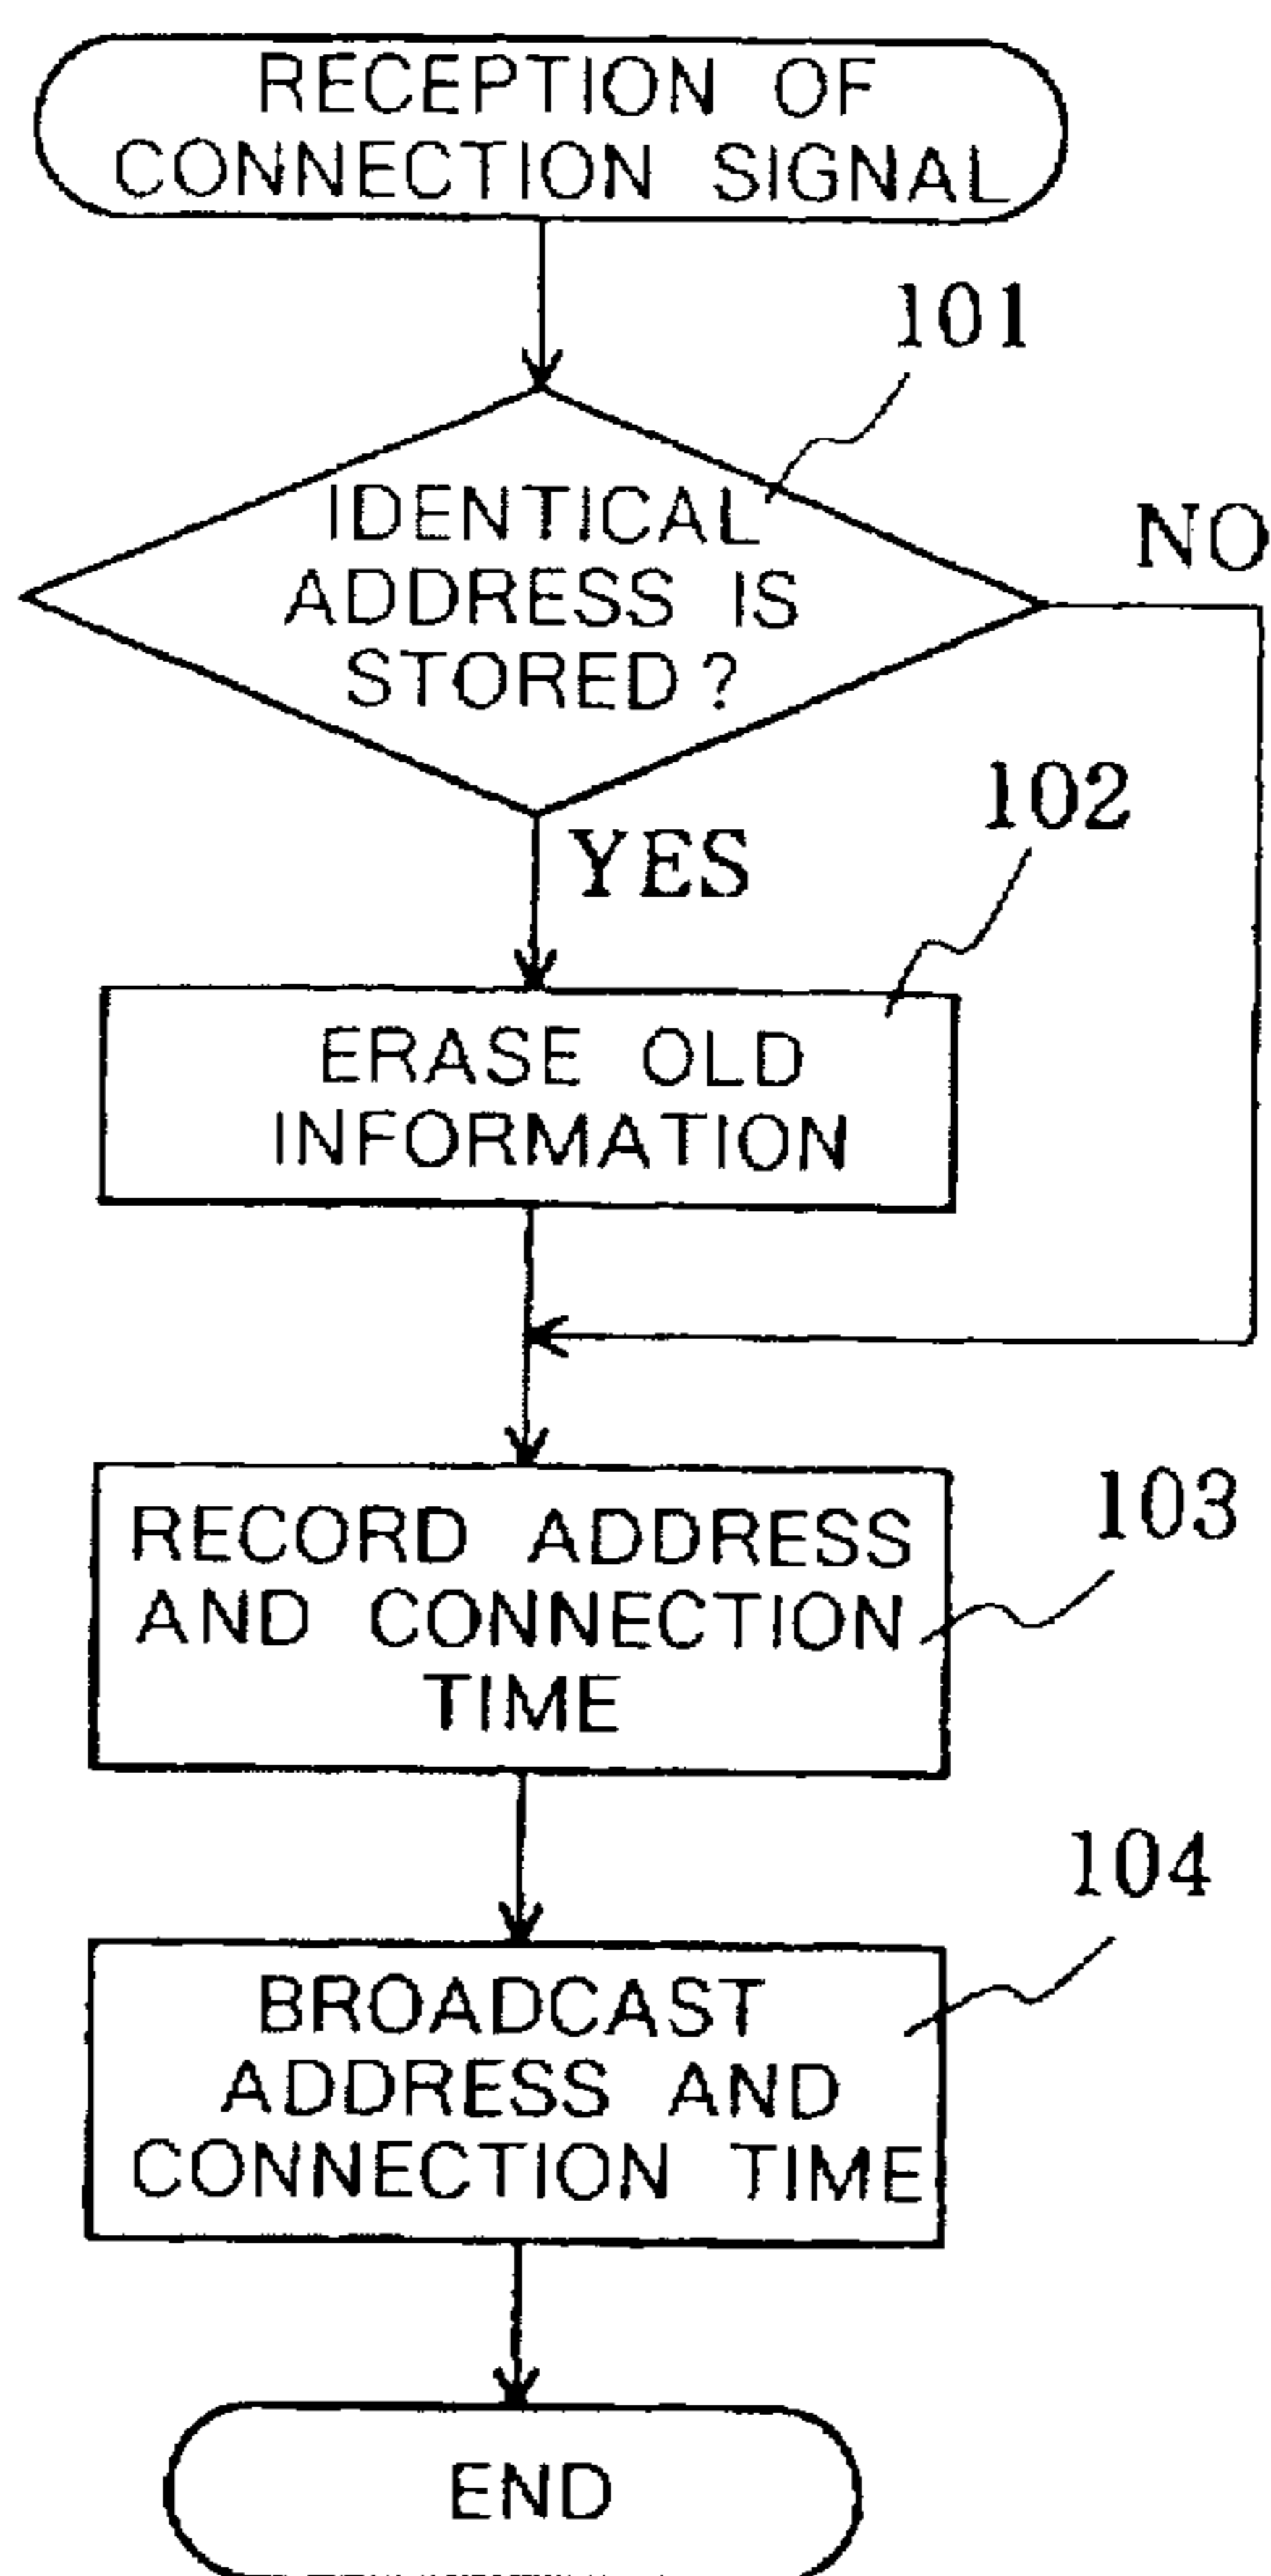 RECEPTION OF
CONNECTION SIGNAL
101
IDENTICAL
ADDRESS IS
STORED?
NO
YES
102
ERASE OLD
INFORMATION
103
RECORD ADDRESS
AND CONNECTION
TIME
104
BROADCAST
ADDRESS AND
CONNECTION TIME
END